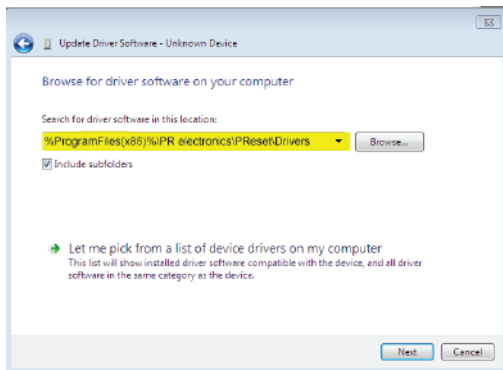 Update Driver Software - Unknown Device
Browse for driver software on your computer
Search for driver software in this location:
%ProgramFiles(x86)%\PR electronics\PReset\Drivers
Browse...
Include subfolders
Let me pick from a list of device drivers on my computer
This list will show installed driver software compatible with the device, and all driver
software in the same category as the device.
Next Cancel